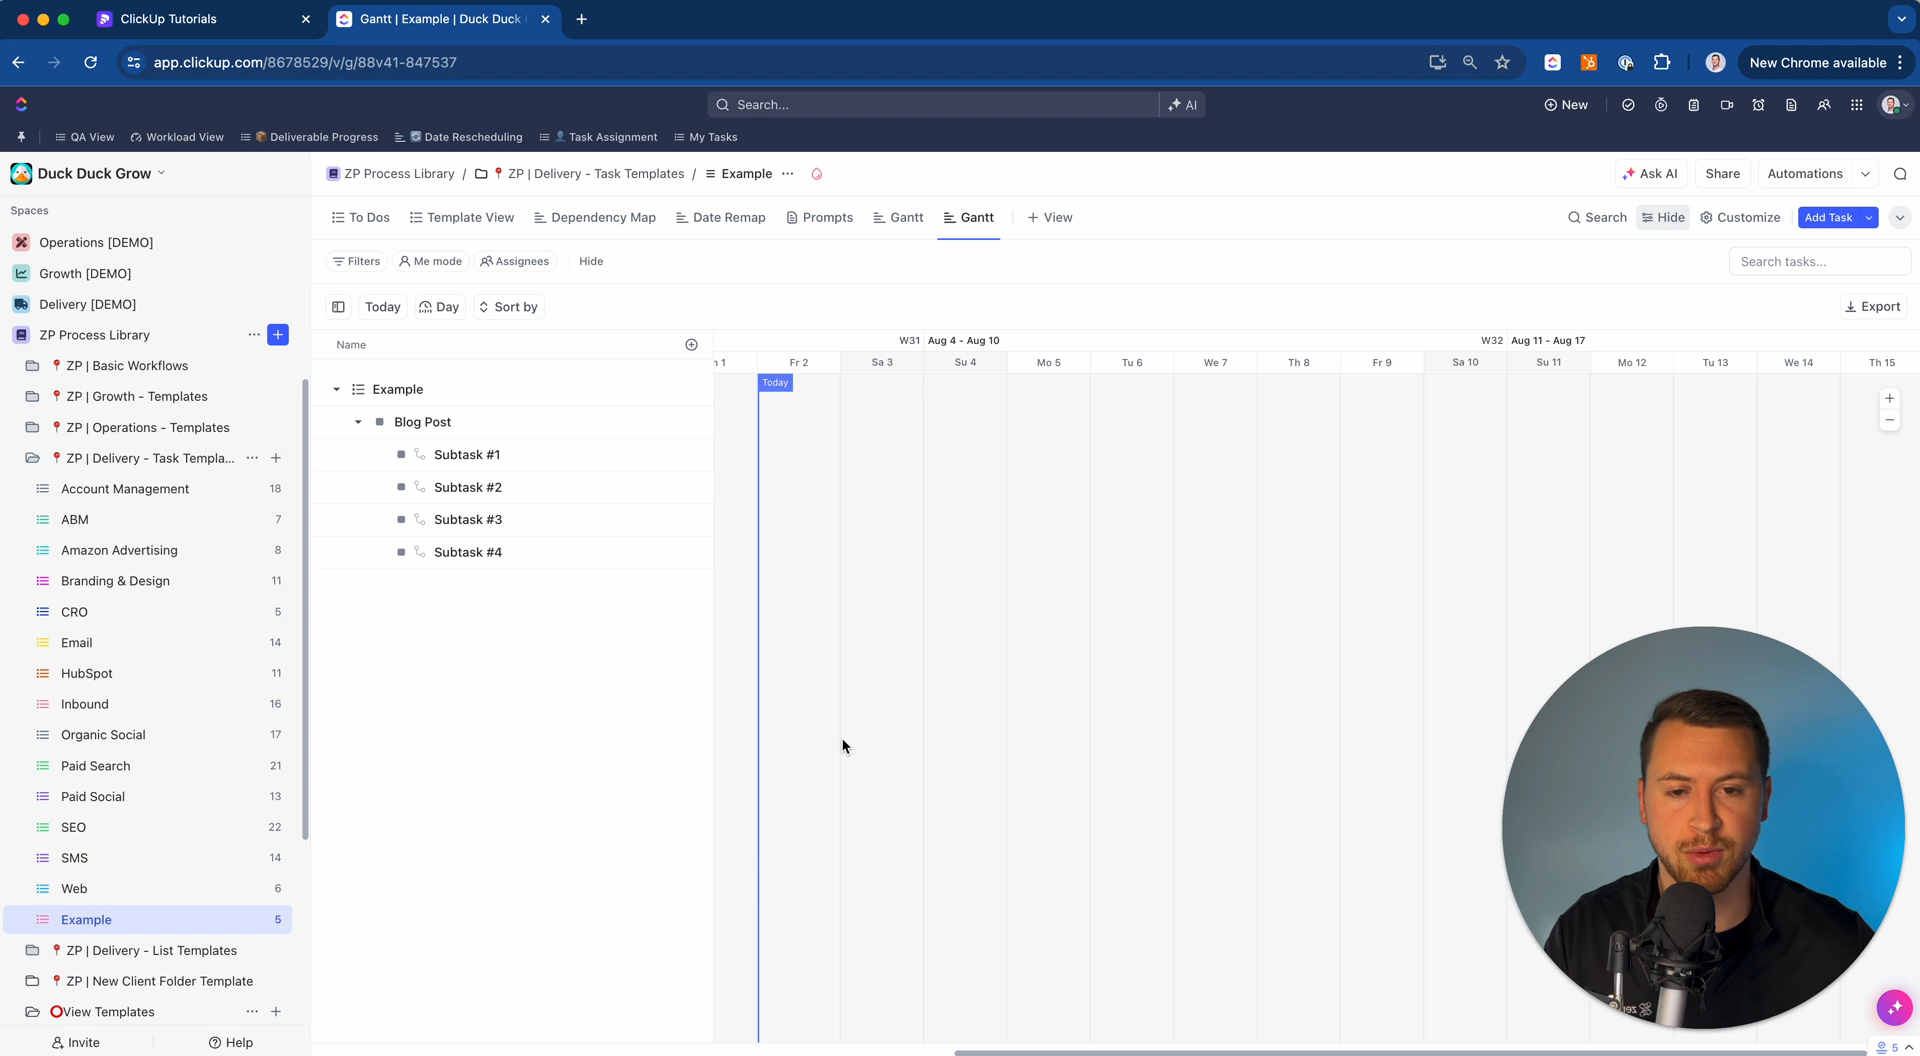 ClickUp Tutorials
Gantt | Example | Duck Duck
app.clickup.com/8678529/v/g/88v41-847537
New Chrome available
Search...
AI
New
QA View
Workload View
Deliverable Progress
Date Rescheduling
Task Assignment
My Tasks
Duck Duck Grow
ZP Process Library / ZP | Delivery - Task Templates / Example
Ask AI
Share
Automations
Spaces
To Dos
Template View
Dependency Map
Date Remap
Prompts
Gantt
Gantt
+ View
Search
Hide
Customize
Add Task
Operations [DEMO]
Growth [DEMO]
Delivery [DEMO]
ZP Process Library
ZP | Basic Workflows
ZP | Growth - Templates
ZP | Operations - Templates
ZP | Delivery - Task Templa...
Account Management 18
ABM 7
Amazon Advertising 8
Branding & Design 11
CRO 5
Email 14
HubSpot 11
Inbound 16
Organic Social 17
Paid Search 21
Paid Social 13
SEO 22
SMS 14
Web 6
Example 5
ZP | Delivery - List Templates
ZP | New Client Folder Template
View Templates
Invite
Help
Filters
Me mode
Assignees
Hide
Search tasks...
Today
Day
Sort by
Export
Name
W31 Aug 4 - Aug 10
W32 Aug 11 - Aug 17
1 Fr 2 Sa 3 Su 4 Mo 5 Tu 6 We 7 Th 8 Fr 9 Sa 10 Su 11 Mo 12 Tu 13 We 14 Th 15
Today
Example
Blog Post
Subtask #1
Subtask #2
Subtask #3
Subtask #4
5